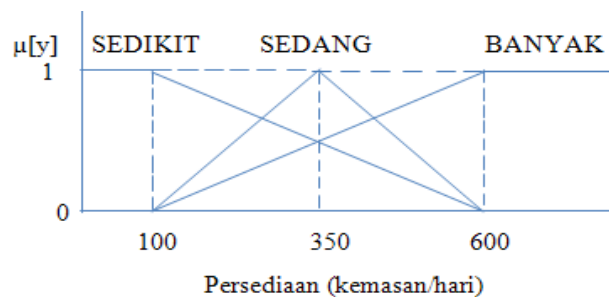 μ[y] SEDIKIT SEDANG BANYAK
1
0
100 350 600
Persediaan (kemasan/hari)